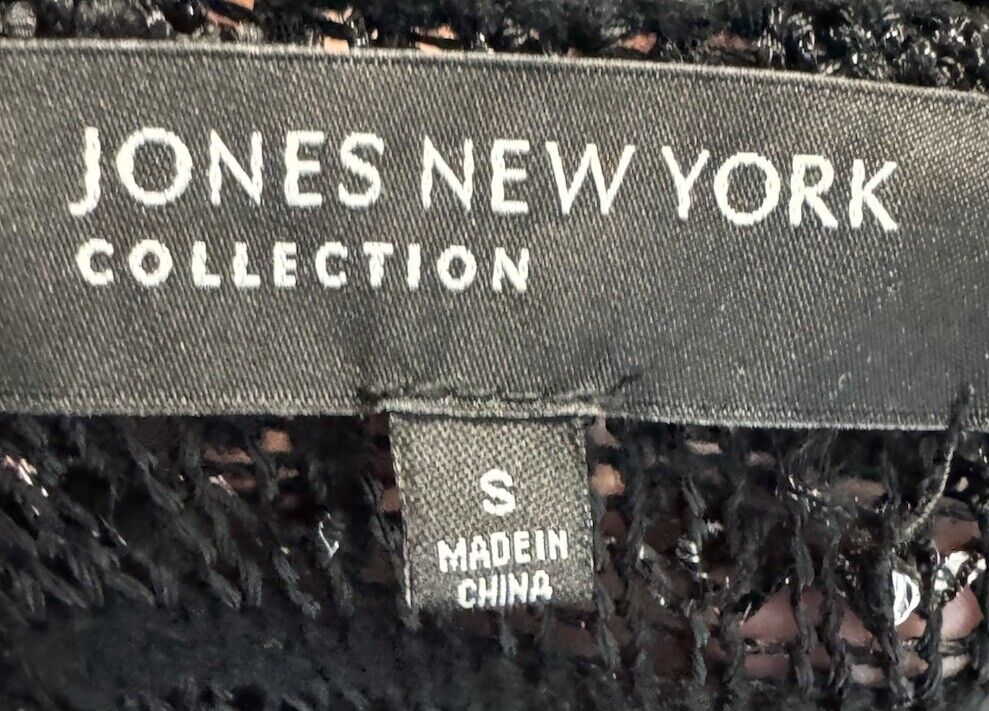 JONES NEW YORK
COLLECTION
S
MADE IN
CHINA